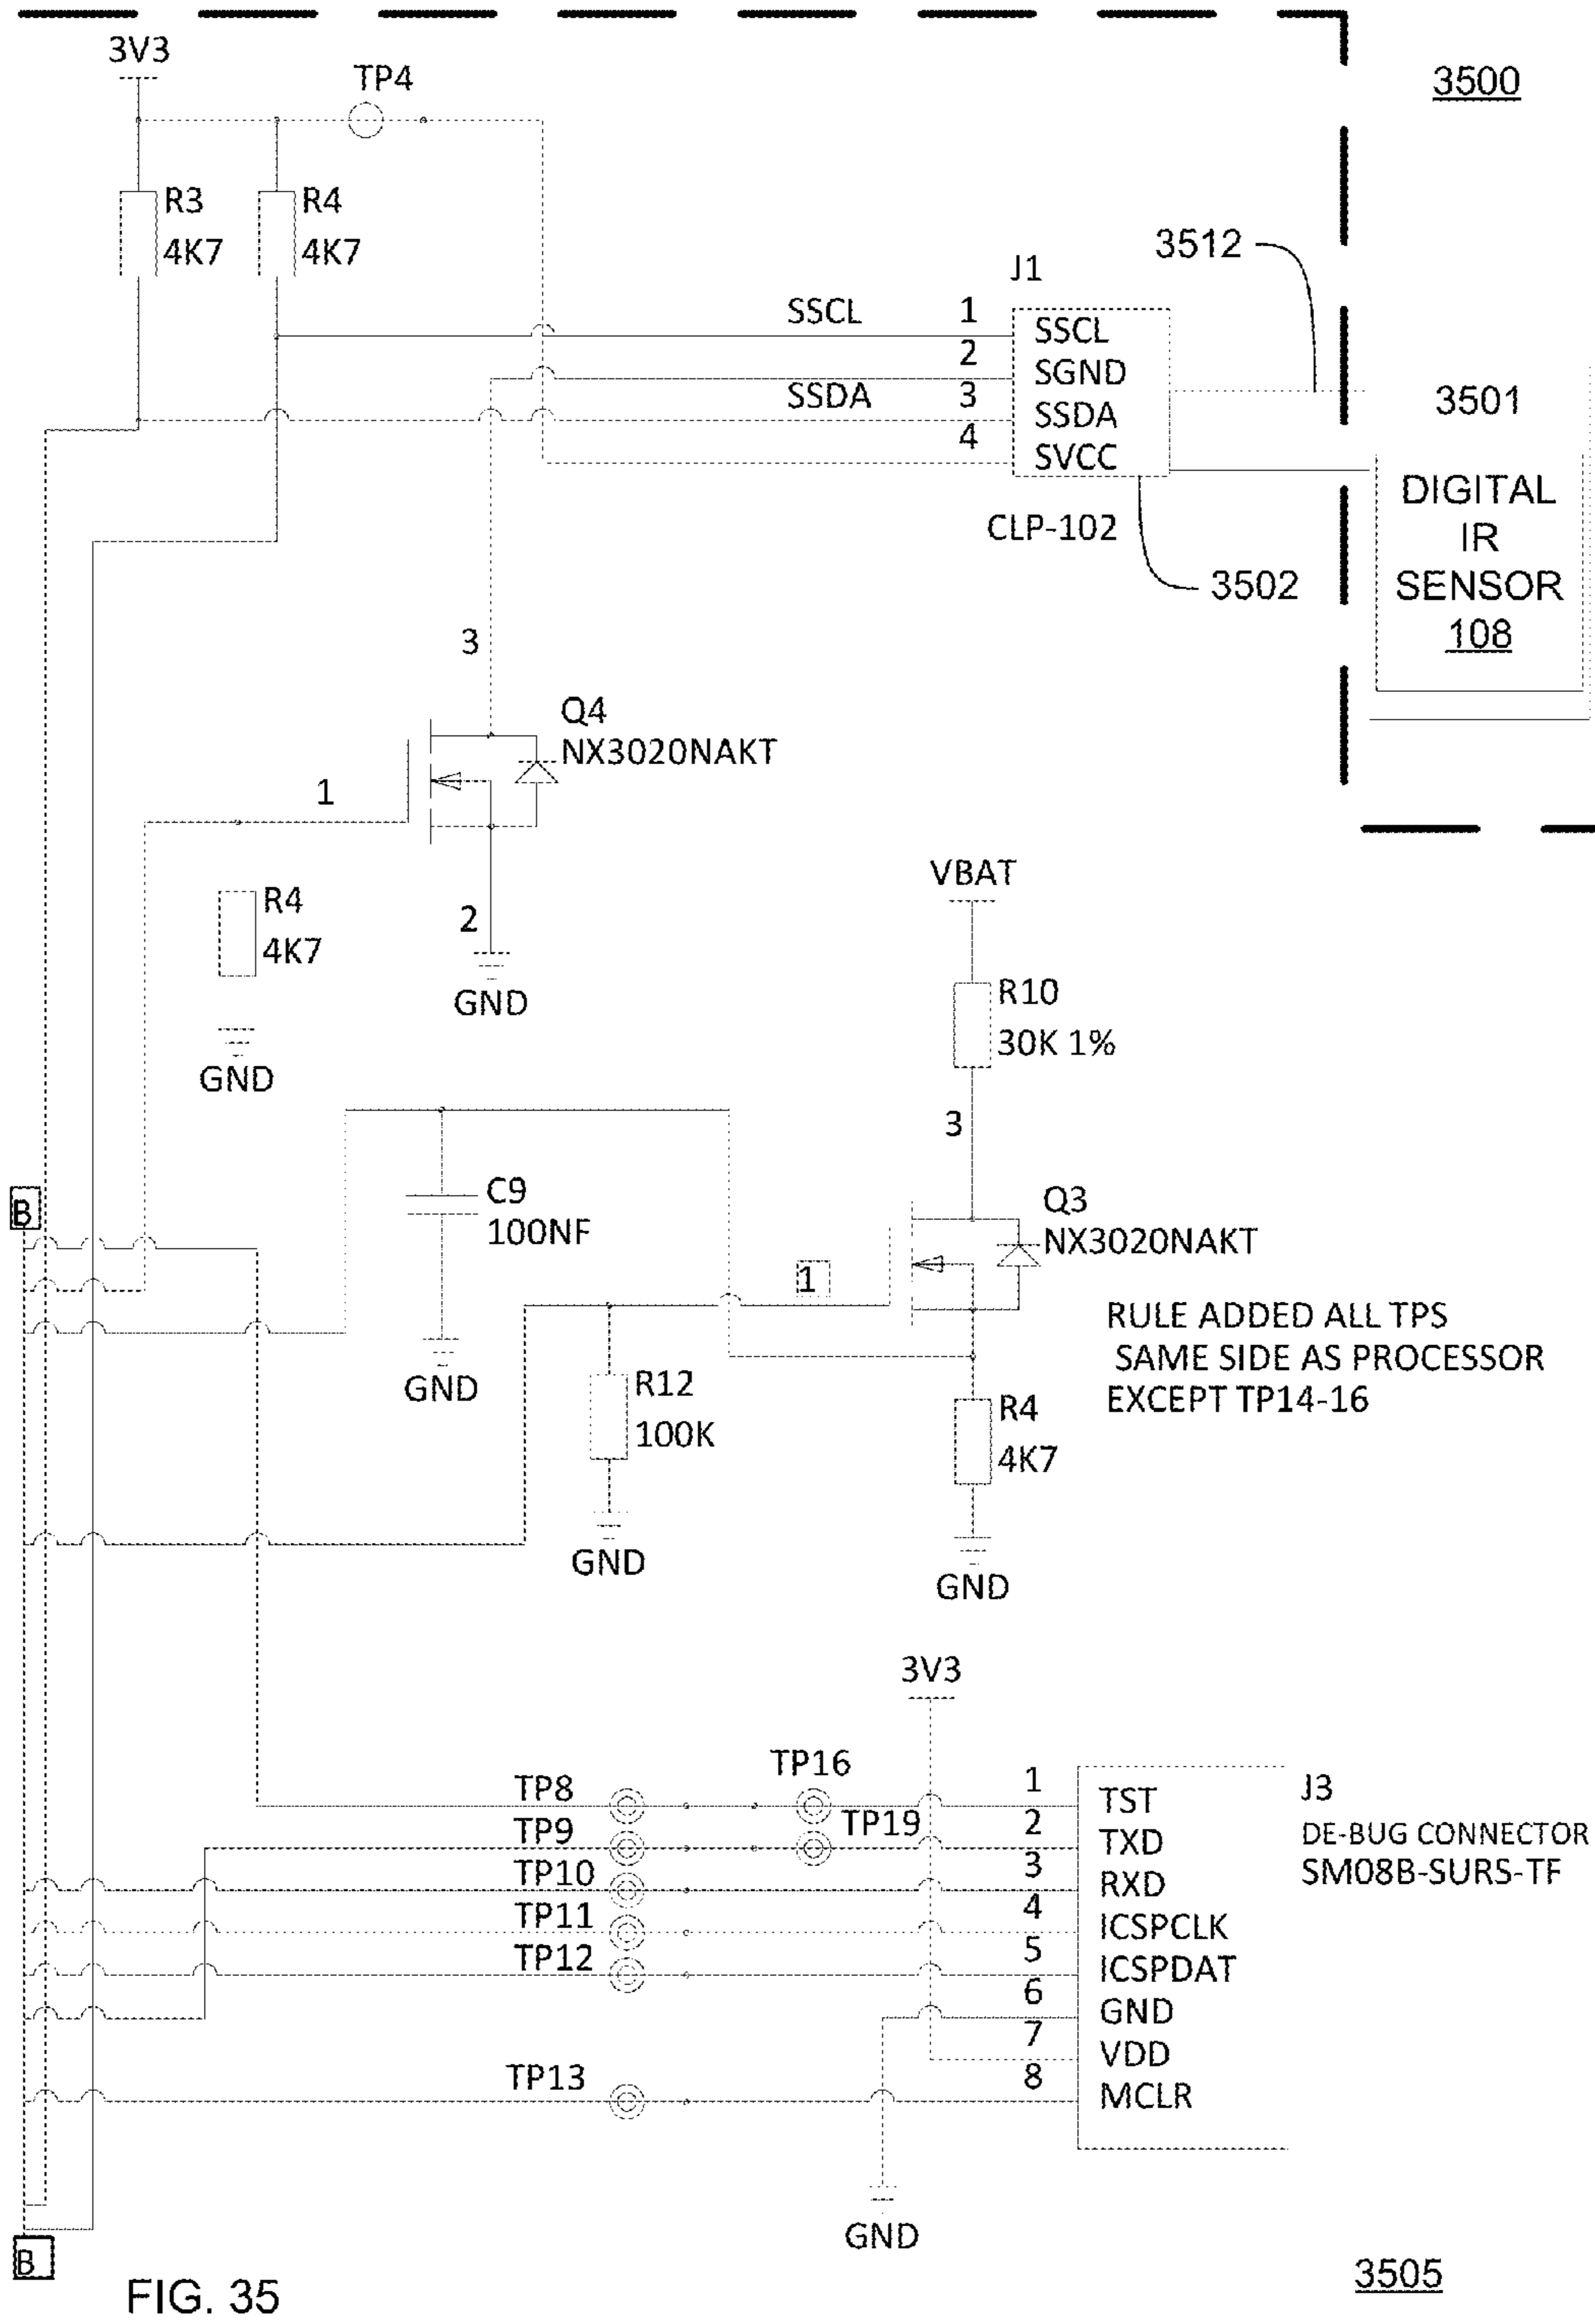 3V3
TP4
3500
R3
4K7
R4
4K7
3512
J1
SSCL
1
SSCL
2
SGND
SSDA
3
SSDA
4
SVCC
3501
CLP-102
3502
DIGITAL
IR
SENSOR
108
3
Q4
NX3020NAKT
1
2
GND
R4
4K7
GND
VBAT
R10
30K 1%
3
C9
100NF
GND
B
Q3
NX3020NAKT
1
RULE ADDED ALL TPS
SAME SIDE AS PROCESSOR
EXCEPT TP14-16
R12
100K
GND
R4
4K7
GND
3V3
TP8
TP16
1
TST
J3
TP9
TP19
2
TXD
DE-BUG CONNECTOR
TP10
3
RXD
SM08B-SURS-TF
TP11
4
ICSPCLK
TP12
5
ICSPDAT
6
GND
7
VDD
TP13
8
MCLR
GND
B
FIG. 35
3505